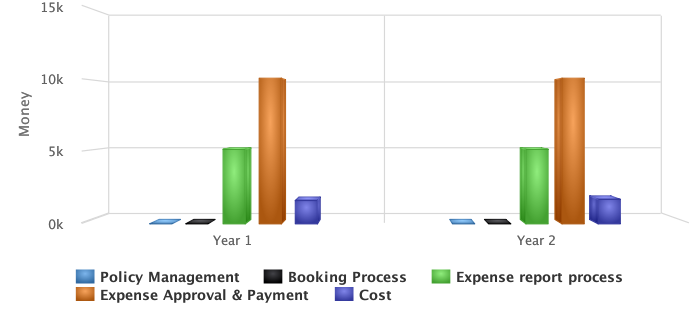 15k
10k
5k
0k
Money
Year 1 Year 2
Policy Management Booking Process Expense report process
Expense Approval & Payment Cost